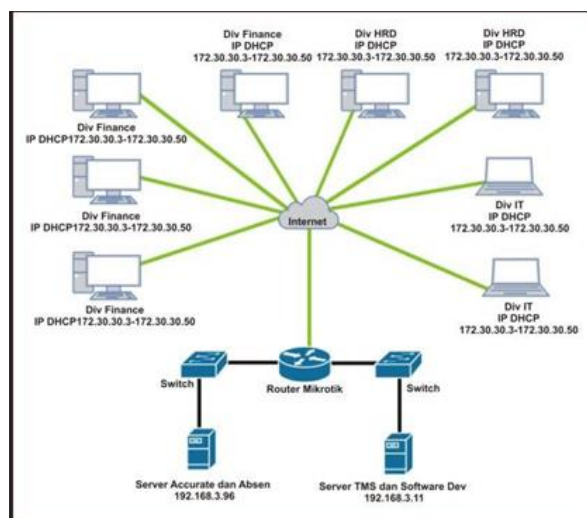 Div Finance
IP DHCP
172.30.30.3-172.30.30.50
Div HRD
IP DHCP
172.30.30.3-172.30.30.50
Div HRD
IP DHCP
172.30.30.3-172.30.30.50
Div Finance
IP DHCP172.30.30.3-172.30.30.50
Div Finance
IP DHCP172.30.30.3-172.30.30.50
Div Finance
IP DHCP172.30.30.3-172.30.30.50
Internet
Div IT
IP DHCP
172.30.30.3-172.30.30.50
Div IT
IP DHCP
172.30.30.3-172.30.30.50
Switch
Router Mikrotik
Switch
Server Accurate dan Absen
192.168.3.96
Server TMS dan Software Dev
192.168.3.11